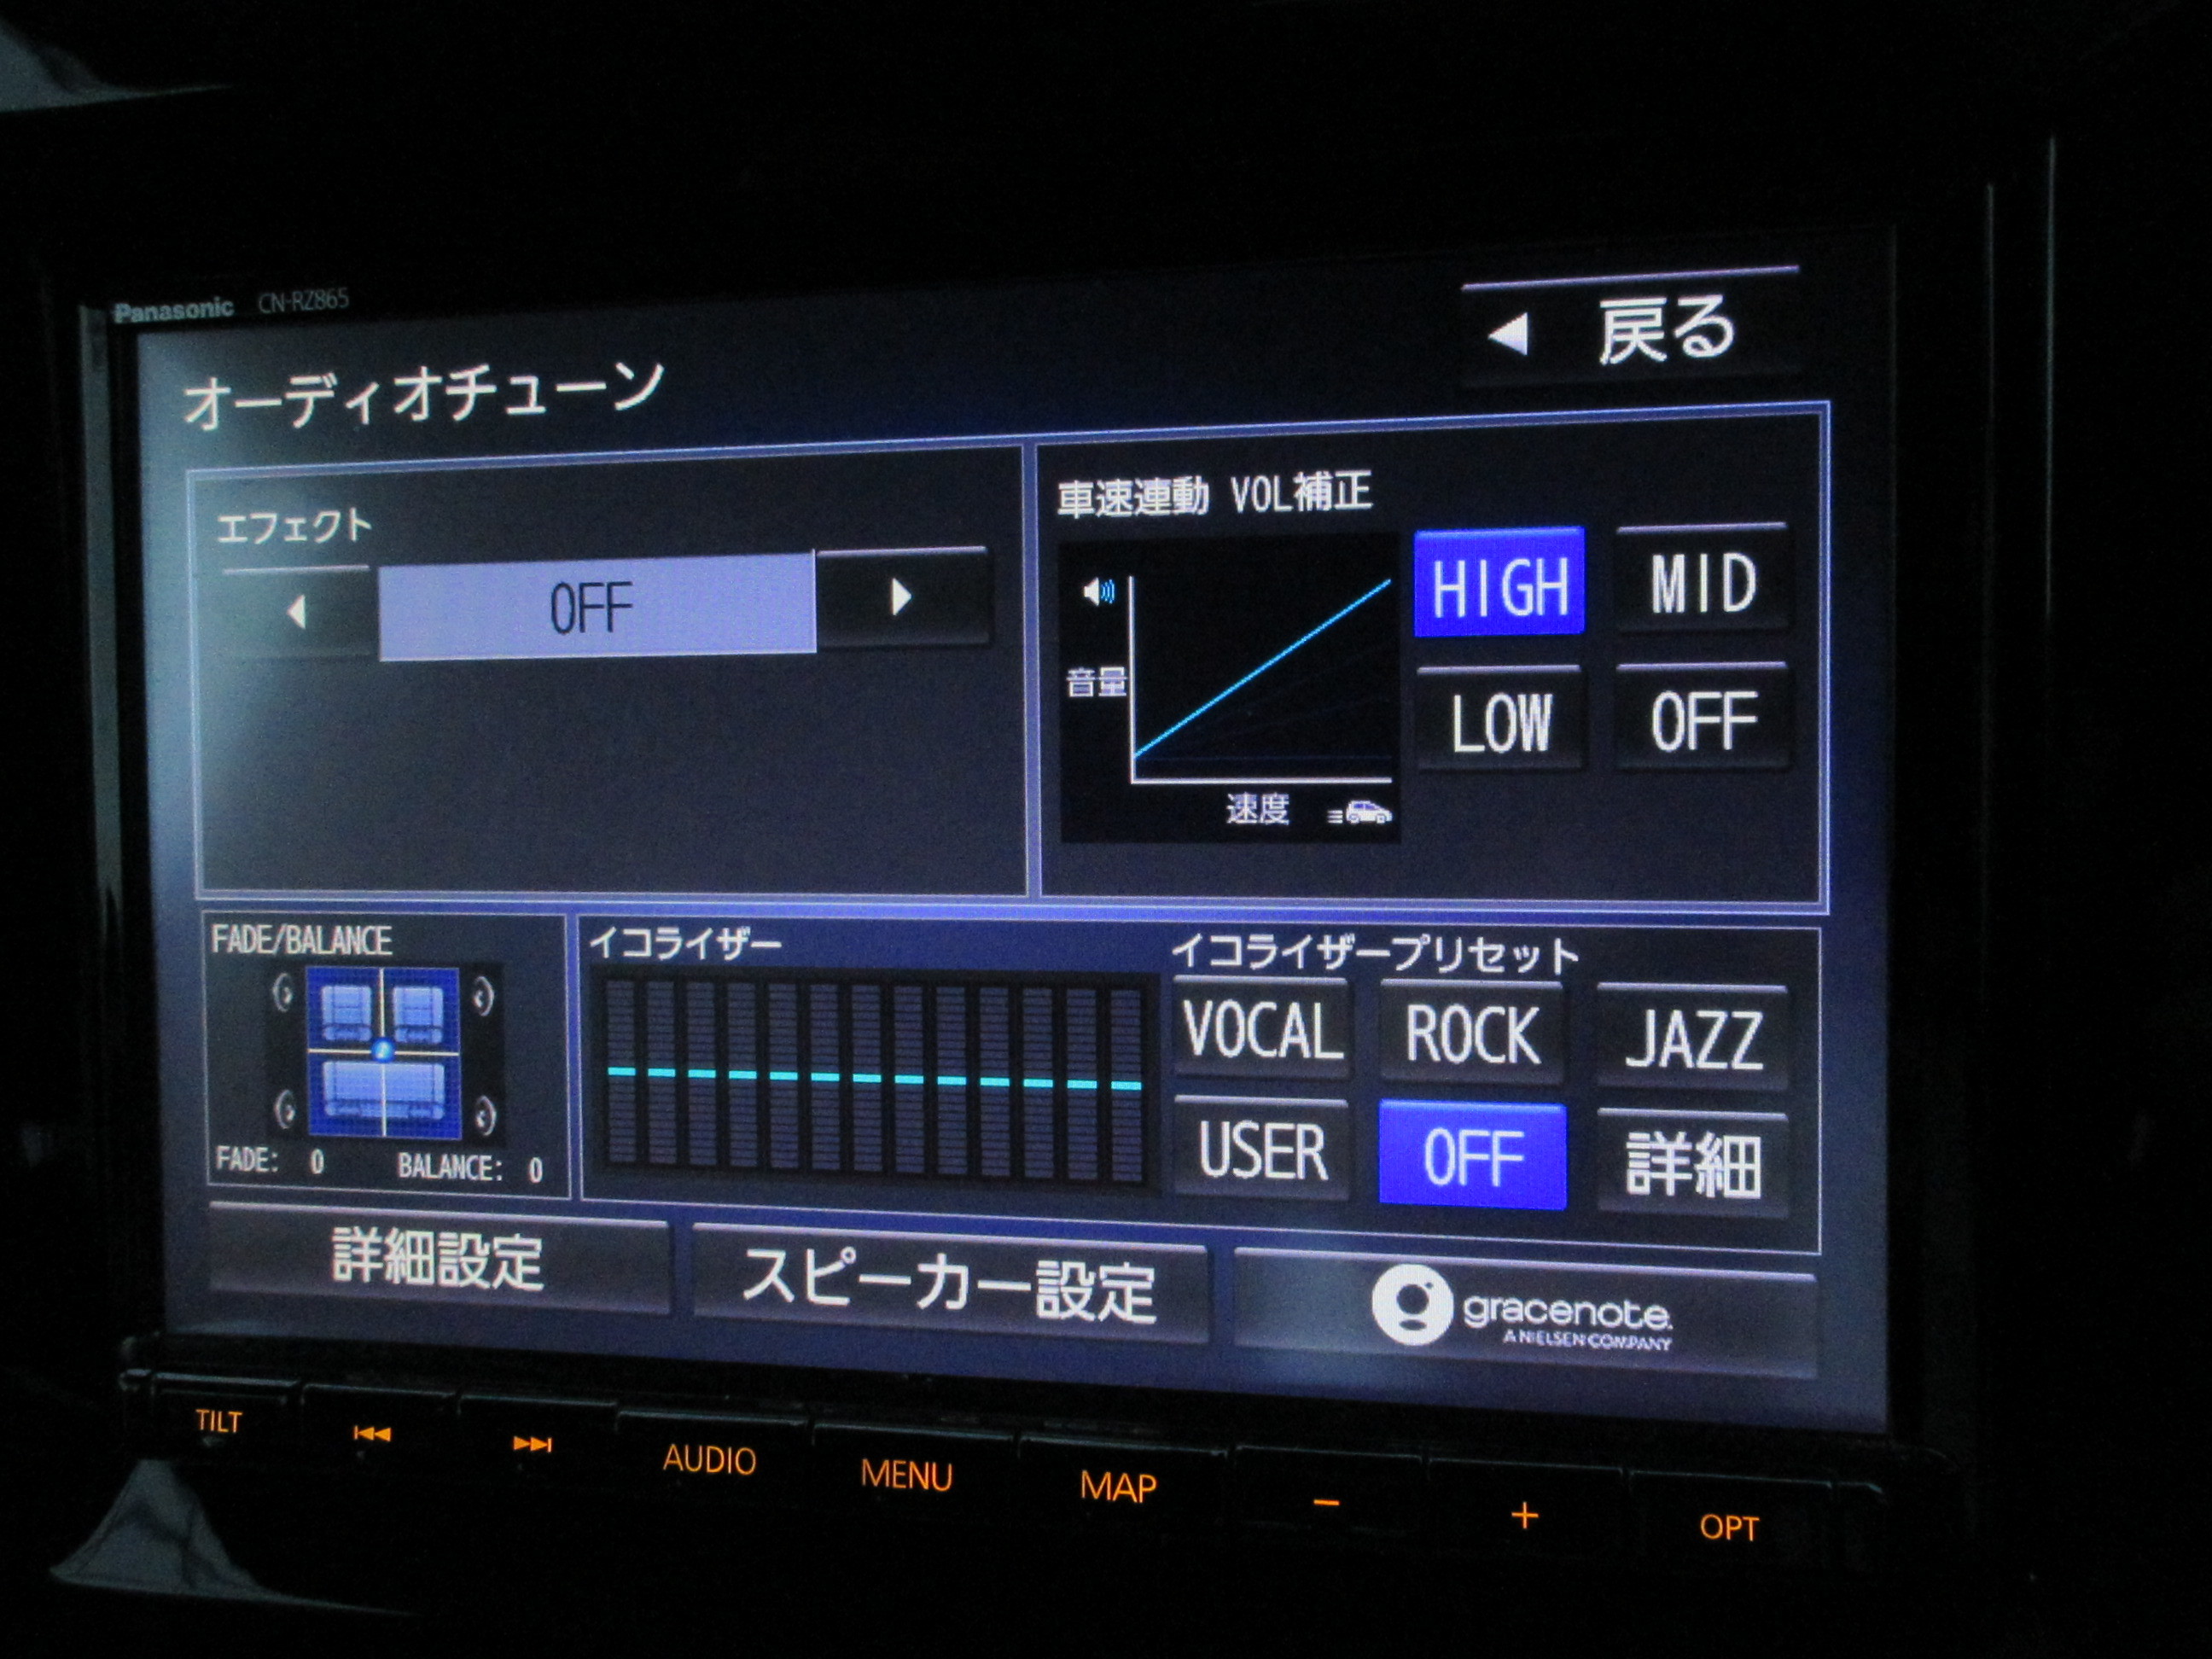 Panasonic CN-RZ865
戻る
オーディオチューン
エフェクト
OFF
車速連動 VOL補正
音量
速度
HIGH
MID
LOW
OFF
FADE/BALANCE
FADE: 0 BALANCE: 0
イコライザー
イコライザープリセット
VOCAL
ROCK
JAZZ
USER
OFF
詳細
詳細設定
スピーカー設定
gracenote.
A NIELSEN COMPANY
TILT
AUDIO
MENU
MAP
−
+
OPT